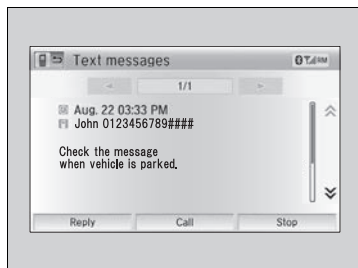 Text messages
1/1
Aug. 22 03:33 PM
John 0123456789####
Check the message
when vehicle is parked.
Reply Call Stop